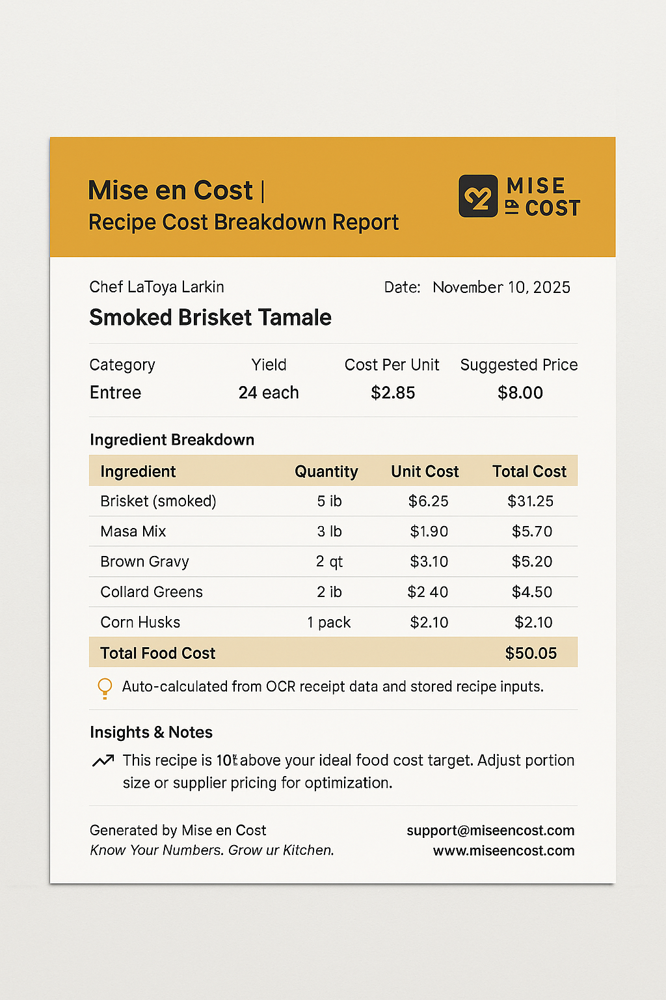 Mise en Cost |
Recipe Cost Breakdown Report
MISE
COST
Chef LaToya Larkin Date: November 10, 2025
Smoked Brisket Tamale
Category Yield Cost Per Unit Suggested Price
Entree 24 each $2.85 $8.00
Ingredient Breakdown
Ingredient Quantity Unit Cost Total Cost
Brisket (smoked) 5 ib $6.25 $31.25
Masa Mix 3 lb $1.90 $5.70
Brown Gravy 2 qt $3.10 $5.20
Collard Greens 2 ib $2 40 $4.50
Corn Husks 1 pack $2.10 $2.10
Total Food Cost $50.05
Auto-calculated from OCR receipt data and stored recipe inputs.
Insights & Notes
This recipe is 10 above your ideal food cost target. Adjust portion
size or supplier pricing for optimization.
Generated by Mise en Cost support@miseencost.com
Know Your Numbers. Grow ur Kitchen. www.miseencost.com